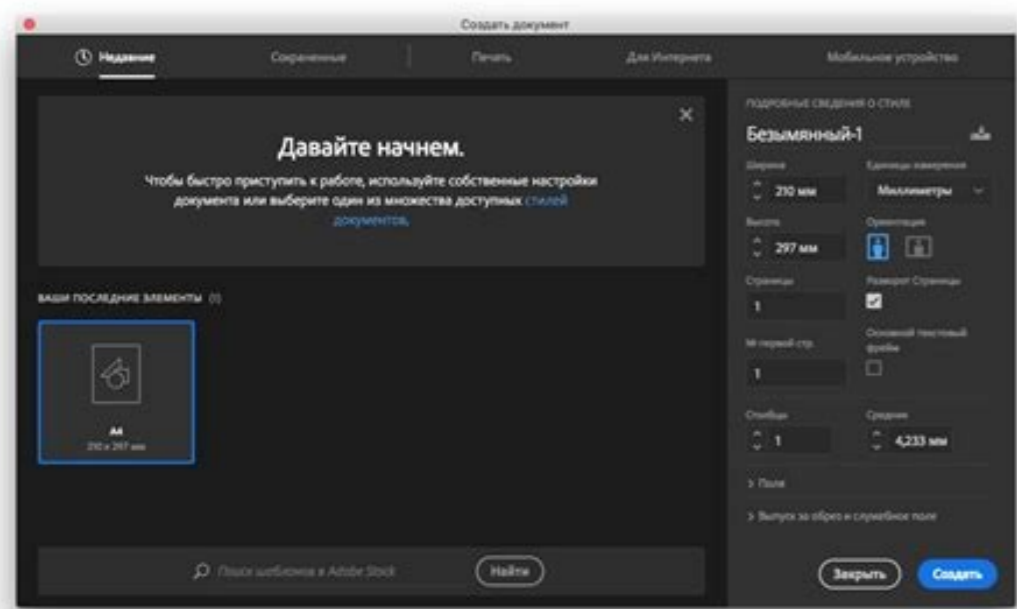 Создать документ
Недавние
Сохраненные
Печать
Для Интернета
Мобильное устройство
Давайте начнем.
Чтобы быстро приступить к работе, используйте собственные настройки
документа или выберите один из множества доступных стилей
документов.
ВАШИ ПОСЛЕДНИЕ ЭЛЕМЕНТЫ (1)
A4
210 x 297 мм
Поиск шаблонов в Adobe Stock
Найти
ПОДРОБНЫЕ СВЕДЕНИЯ О СТИЛЕ
Безымянный-1
Ширина
Единицы измерения
210 мм
Миллиметры
Высота
Ориентация
297 мм
Страницы
Разворот Страницы
1
№ первой стр.
Основной текстовый
фрейм
1
Столбцы
Средник
1
4,233 мм
> Поля
> Выпуск за обрез и служебное поле
Закрыть
Создать